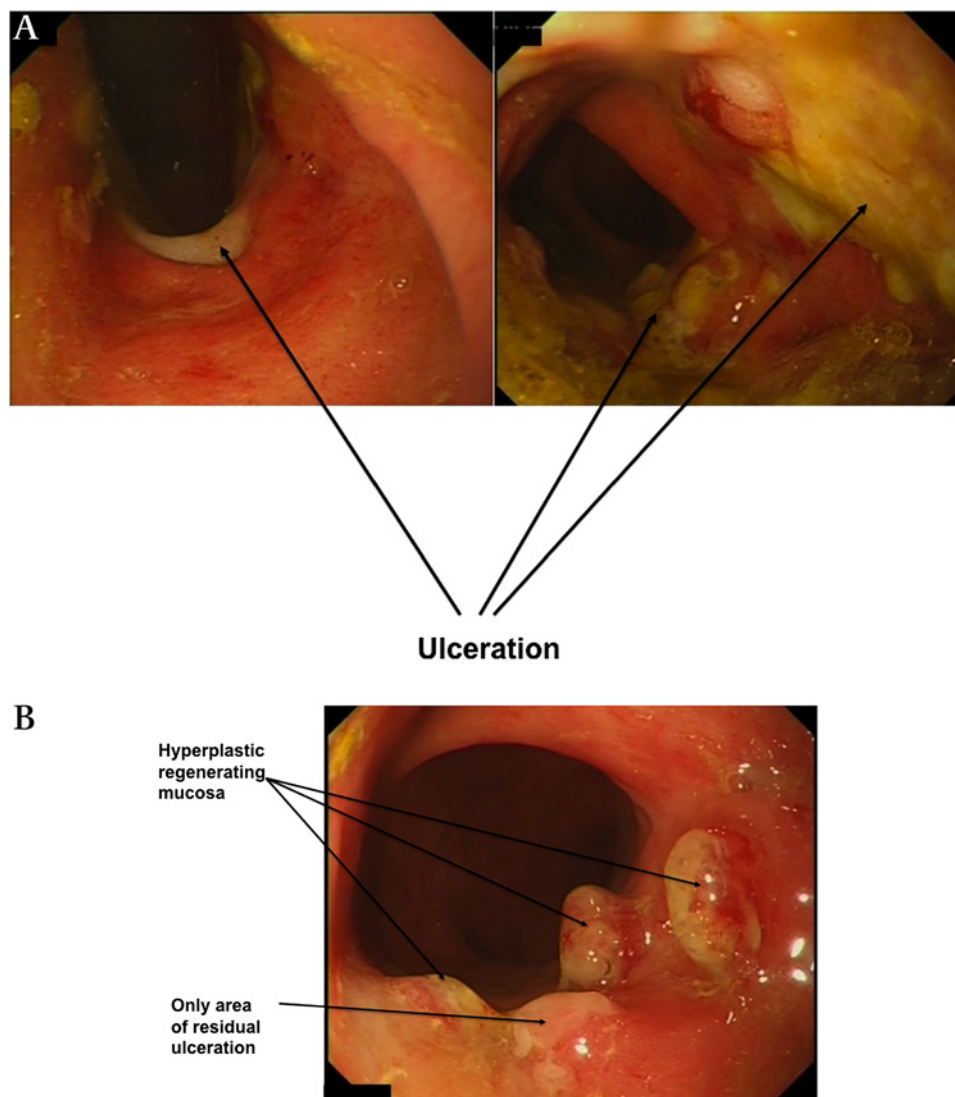 A
Ulceration
B
Hyperplastic
regenerating
mucosa
Only area
of residual
ulceration